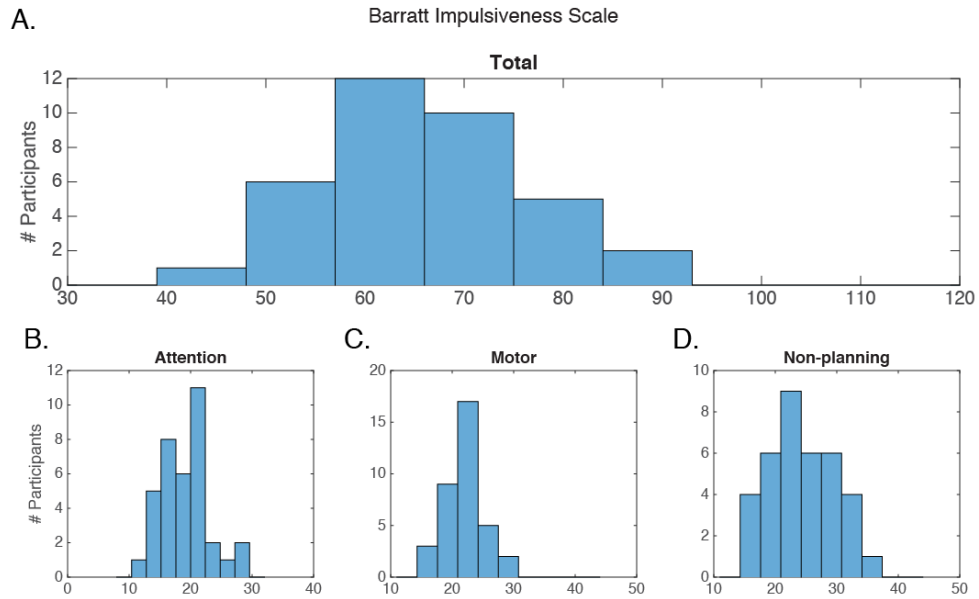 A.
Barratt Impulsiveness Scale
Total
# Participants
12
10
8
6
4
2
0
30 40 50 60 70 80 90 100 110 120
B.
Attention
# Participants
12
10
8
6
4
2
0
0 10 20 30 40
C.
Motor
20
15
10
5
0
10 20 30 40 50
D.
Non-planning
10
8
6
4
2
0
10 20 30 40 50